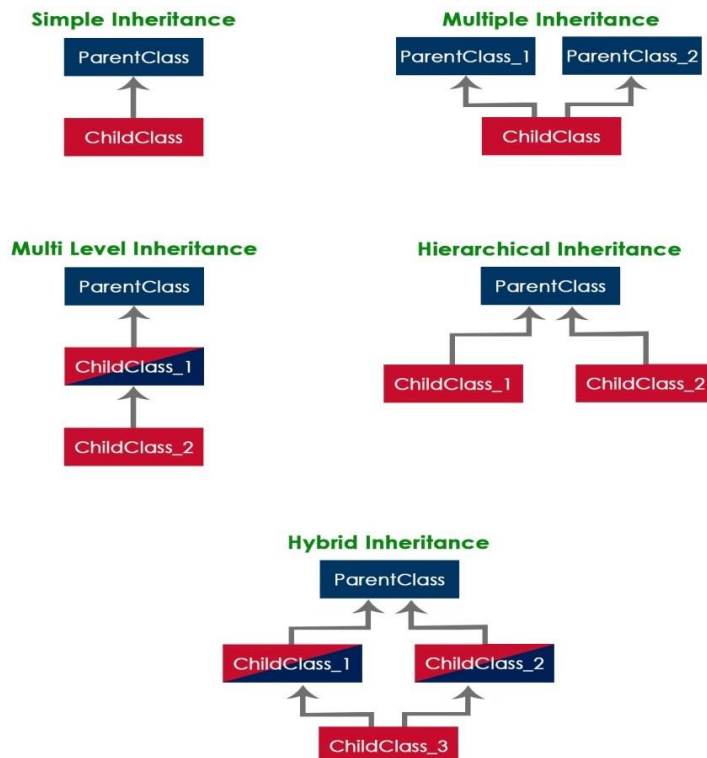 Simple Inheritance
ParentClass
ChildClass
Multiple Inheritance
ParentClass_1 ParentClass_2
ChildClass
Multi Level Inheritance
ParentClass
ChildClass_1
ChildClass_2
Hierarchical Inheritance
ParentClass
ChildClass_1 ChildClass_2
Hybrid Inheritance
ParentClass
ChildClass_1 ChildClass_2
ChildClass_3